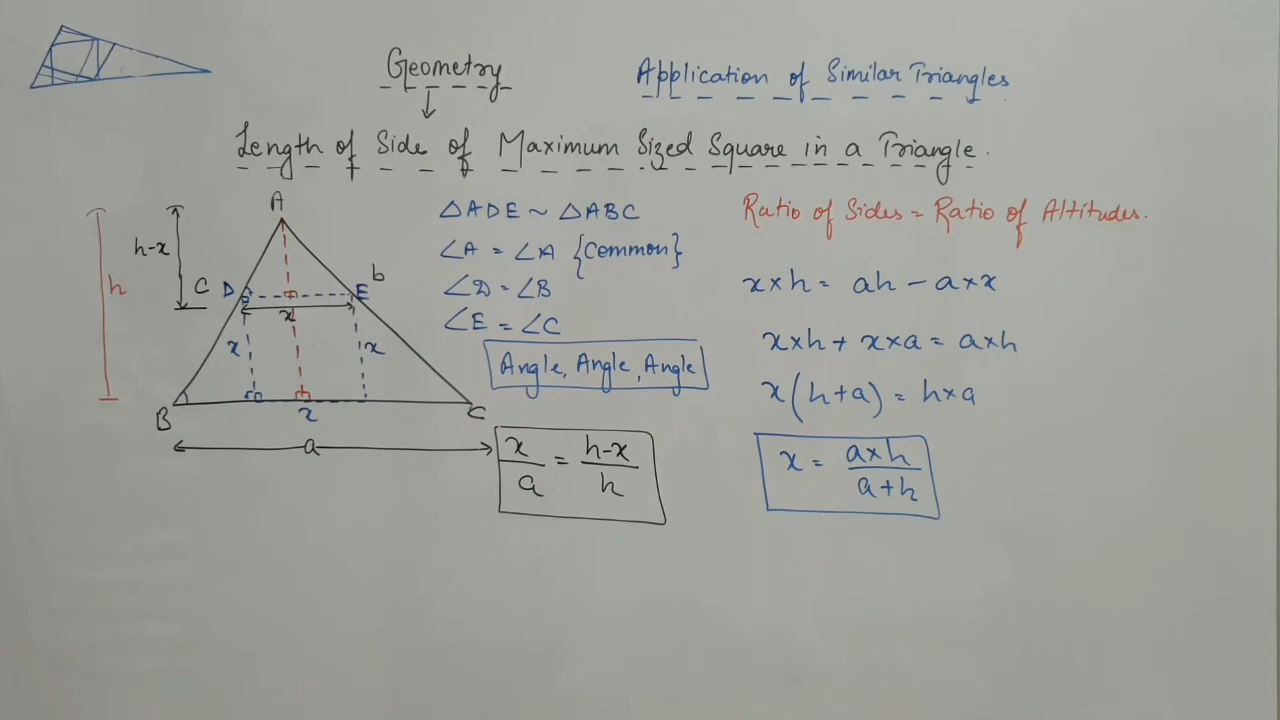 Geometry
Application of Similar Triangles
Length of Side of Maximum Sized Square in a Triangle.
A
h-x
h
C
D
E
b
x
x
x
B
x
C
a
△ADE ~ △ABC
∠A = ∠A {Common}
∠D = ∠B
∠E = ∠C
Angle, Angle, Angle
x/a = h-x/h
Ratio of Sides = Ratio of Altitudes.
x×h = ah - a×x
x×h + x×a = a×h
x(h+a) = h×a
x = a×h/a+h